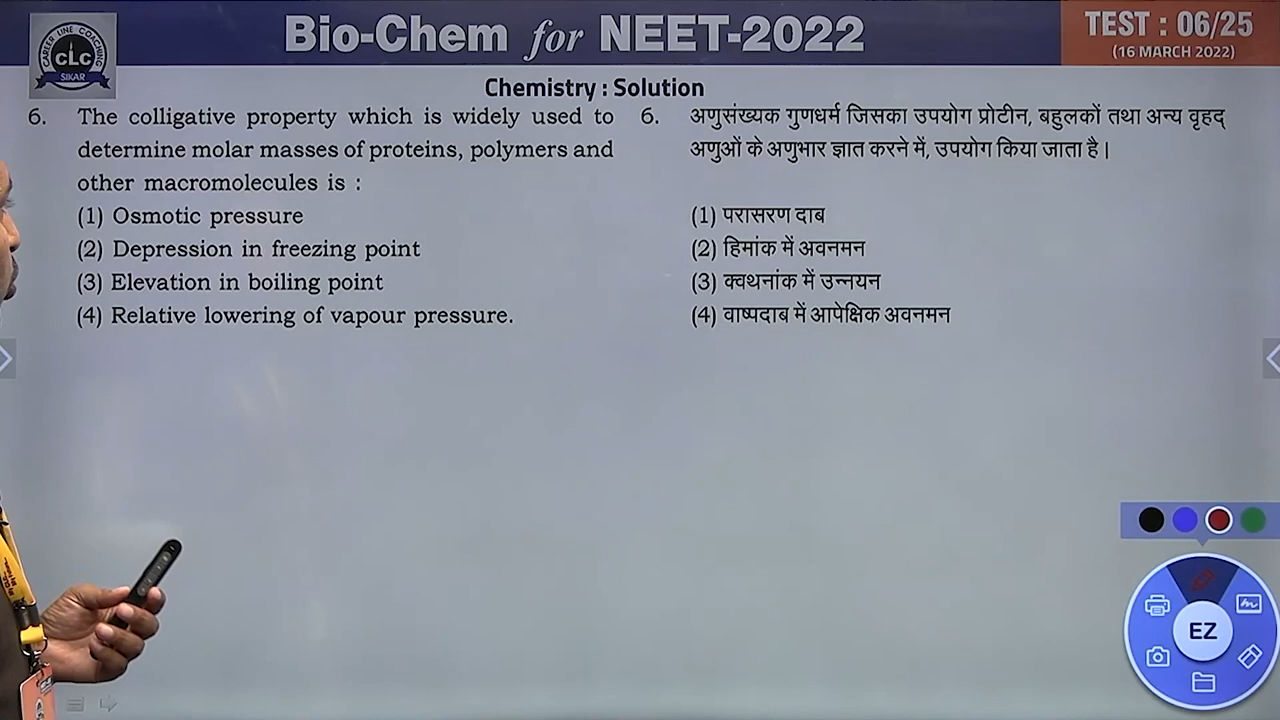 CAREER LINE COACHING
CLC
SIKAR
Bio-Chem for NEET-2022
TEST : 06/25
(16 MARCH 2022)
Chemistry : Solution
6. The colligative property which is widely used to
determine molar masses of proteins, polymers and
other macromolecules is :
(1) Osmotic pressure
(2) Depression in freezing point
(3) Elevation in boiling point
(4) Relative lowering of vapour pressure.
6. अणुसंख्यक गुणधर्म जिसका उपयोग प्रोटीन, बहुलकों तथा अन्य वृहद्
अणुओं के अणुभार ज्ञात करने में, उपयोग किया जाता है।
(1) परासरण दाब
(2) हिमांक में अवनमन
(3) क्वथनांक में उन्नयन
(4) वाष्पदाब में आपेक्षिक अवनमन
EZ